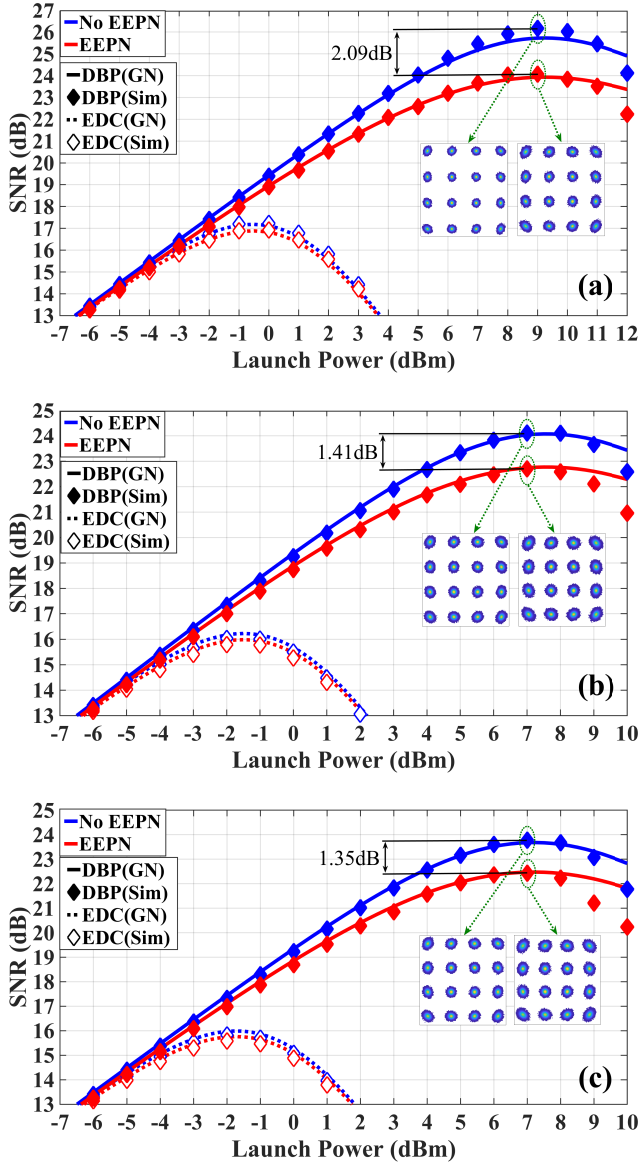 27
26
25
24
23
22
21
20
19
18
17
16
15
14
13
SNR (dB)
No EEPN
EEPN
DBP(GN)
DBP(Sim)
EDC(GN)
EDC(Sim)
2.09dB
(a)
-7 -6 -5 -4 -3 -2 -1 0 1 2 3 4 5 6 7 8 9 10 11 12
Launch Power (dBm)
25
24
23
22
21
20
19
18
17
16
15
14
13
SNR (dB)
No EEPN
EEPN
DBP(GN)
DBP(Sim)
EDC(GN)
EDC(Sim)
1.41dB
(b)
-7 -6 -5 -4 -3 -2 -1 0 1 2 3 4 5 6 7 8 9 10
Launch Power (dBm)
25
24
23
22
21
20
19
18
17
16
15
14
13
SNR (dB)
No EEPN
EEPN
DBP(GN)
DBP(Sim)
EDC(GN)
EDC(Sim)
1.35dB
(c)
-7 -6 -5 -4 -3 -2 -1 0 1 2 3 4 5 6 7 8 9 10
Launch Power (dBm)